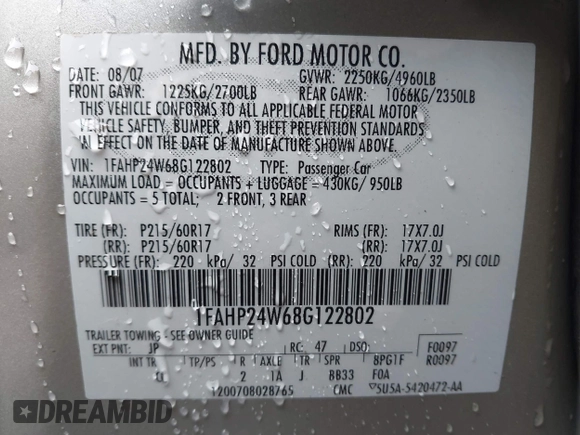 MFD. BY FORD MOTOR CO.
DATE: 08/07 GVWR: 2250KG/4960LB
FRONT GAWR: 1225KG/2700LB REAR GAWR: 1066KG/2350LB
THIS VEHICLE CONFORMS TO ALL APPLICABLE FEDERAL MOTOR
VEHICLE SAFETY, BUMPER, AND THEFT PREVENTION STANDARDS
IN EFFECT ON THE DATE OF MANUFACTURE SHOWN ABOVE.
VIN: 1FAHP24W68G122802 TYPE: Passenger Car
MAXIMUM LOAD = OCCUPANTS + LUGGAGE = 430KG/ 950LB
OCCUPANTS = 5 TOTAL; 2 FRONT, 3 REAR
TIRE (FR): P215/60R17 RIMS (FR): 17X7.0J
(RR): P215/60R17 (RR): 17X7.0J
PRESSURE (FR): 220 kPa/ 32 PSI COLD (RR): 220 kPa/ 32 PSI COLD
1FAHP24W68G122802
TRAILER TOWING - SEE OWNER GUIDE
EXT PNT: JP RC: 47 DSO: F0097
INT TR TP/PS R AXLE TR SPR 8PG1F R0097
2 1A J BB33 F0A
1200708028765 CMC 5U5A-5420472-AA
DREAMBID